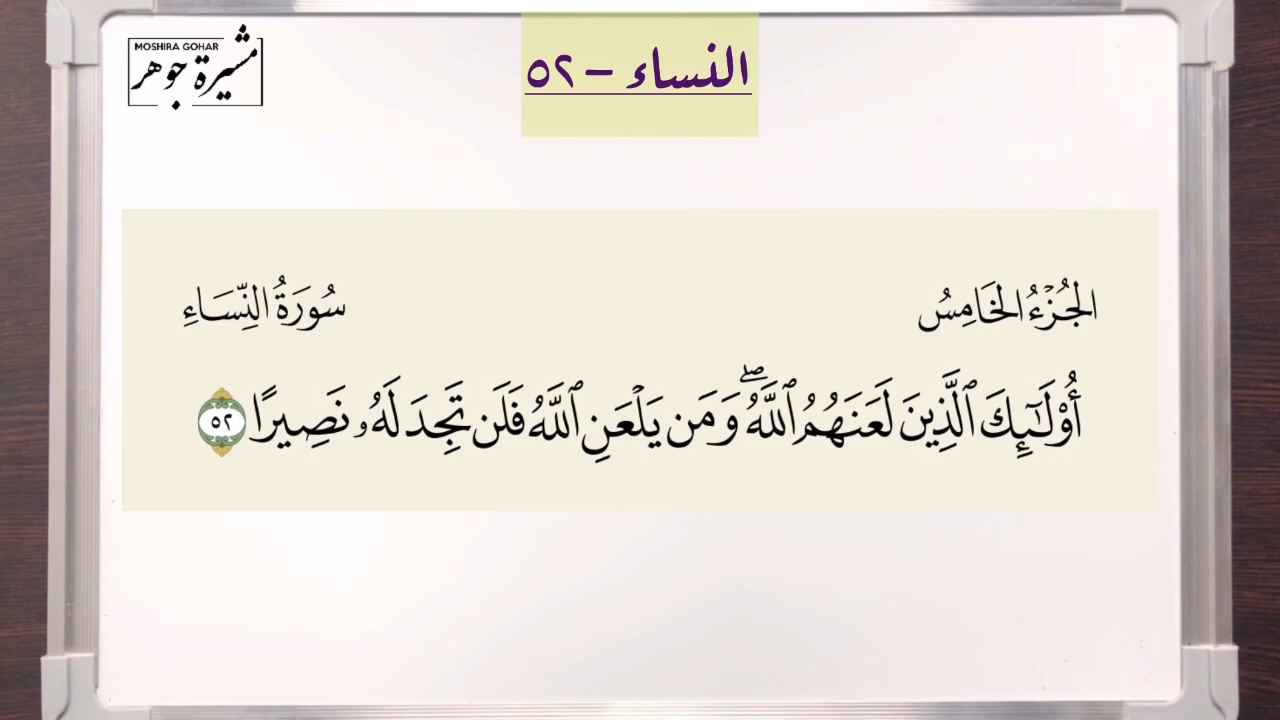 MOSHIRA GOHAR
مشيرة جوهر
النساء - ٥٢
الجُزْءُ الخَامِسُ
سُورَةُ النِّسَاءِ
أُوْلَٰٓئِكَ ٱلَّذِينَ لَعَنَهُمُ ٱللَّهُۖ وَمَن يَلۡعَنِ ٱللَّهُ فَلَن تَجِدَ لَهُۥ نَصِيرًا ٥٢